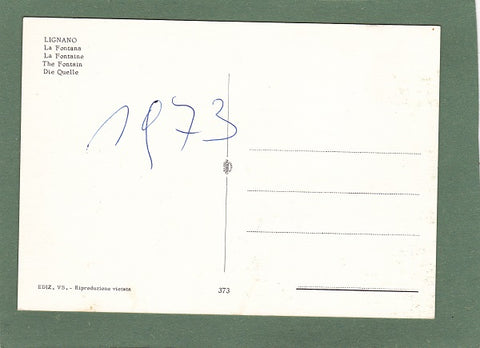 LIGNANO
La Fontana
La Fontaine
The Fontain
Die Quelle
1973
EDIZ. VS. - Riproduzione vietata
373